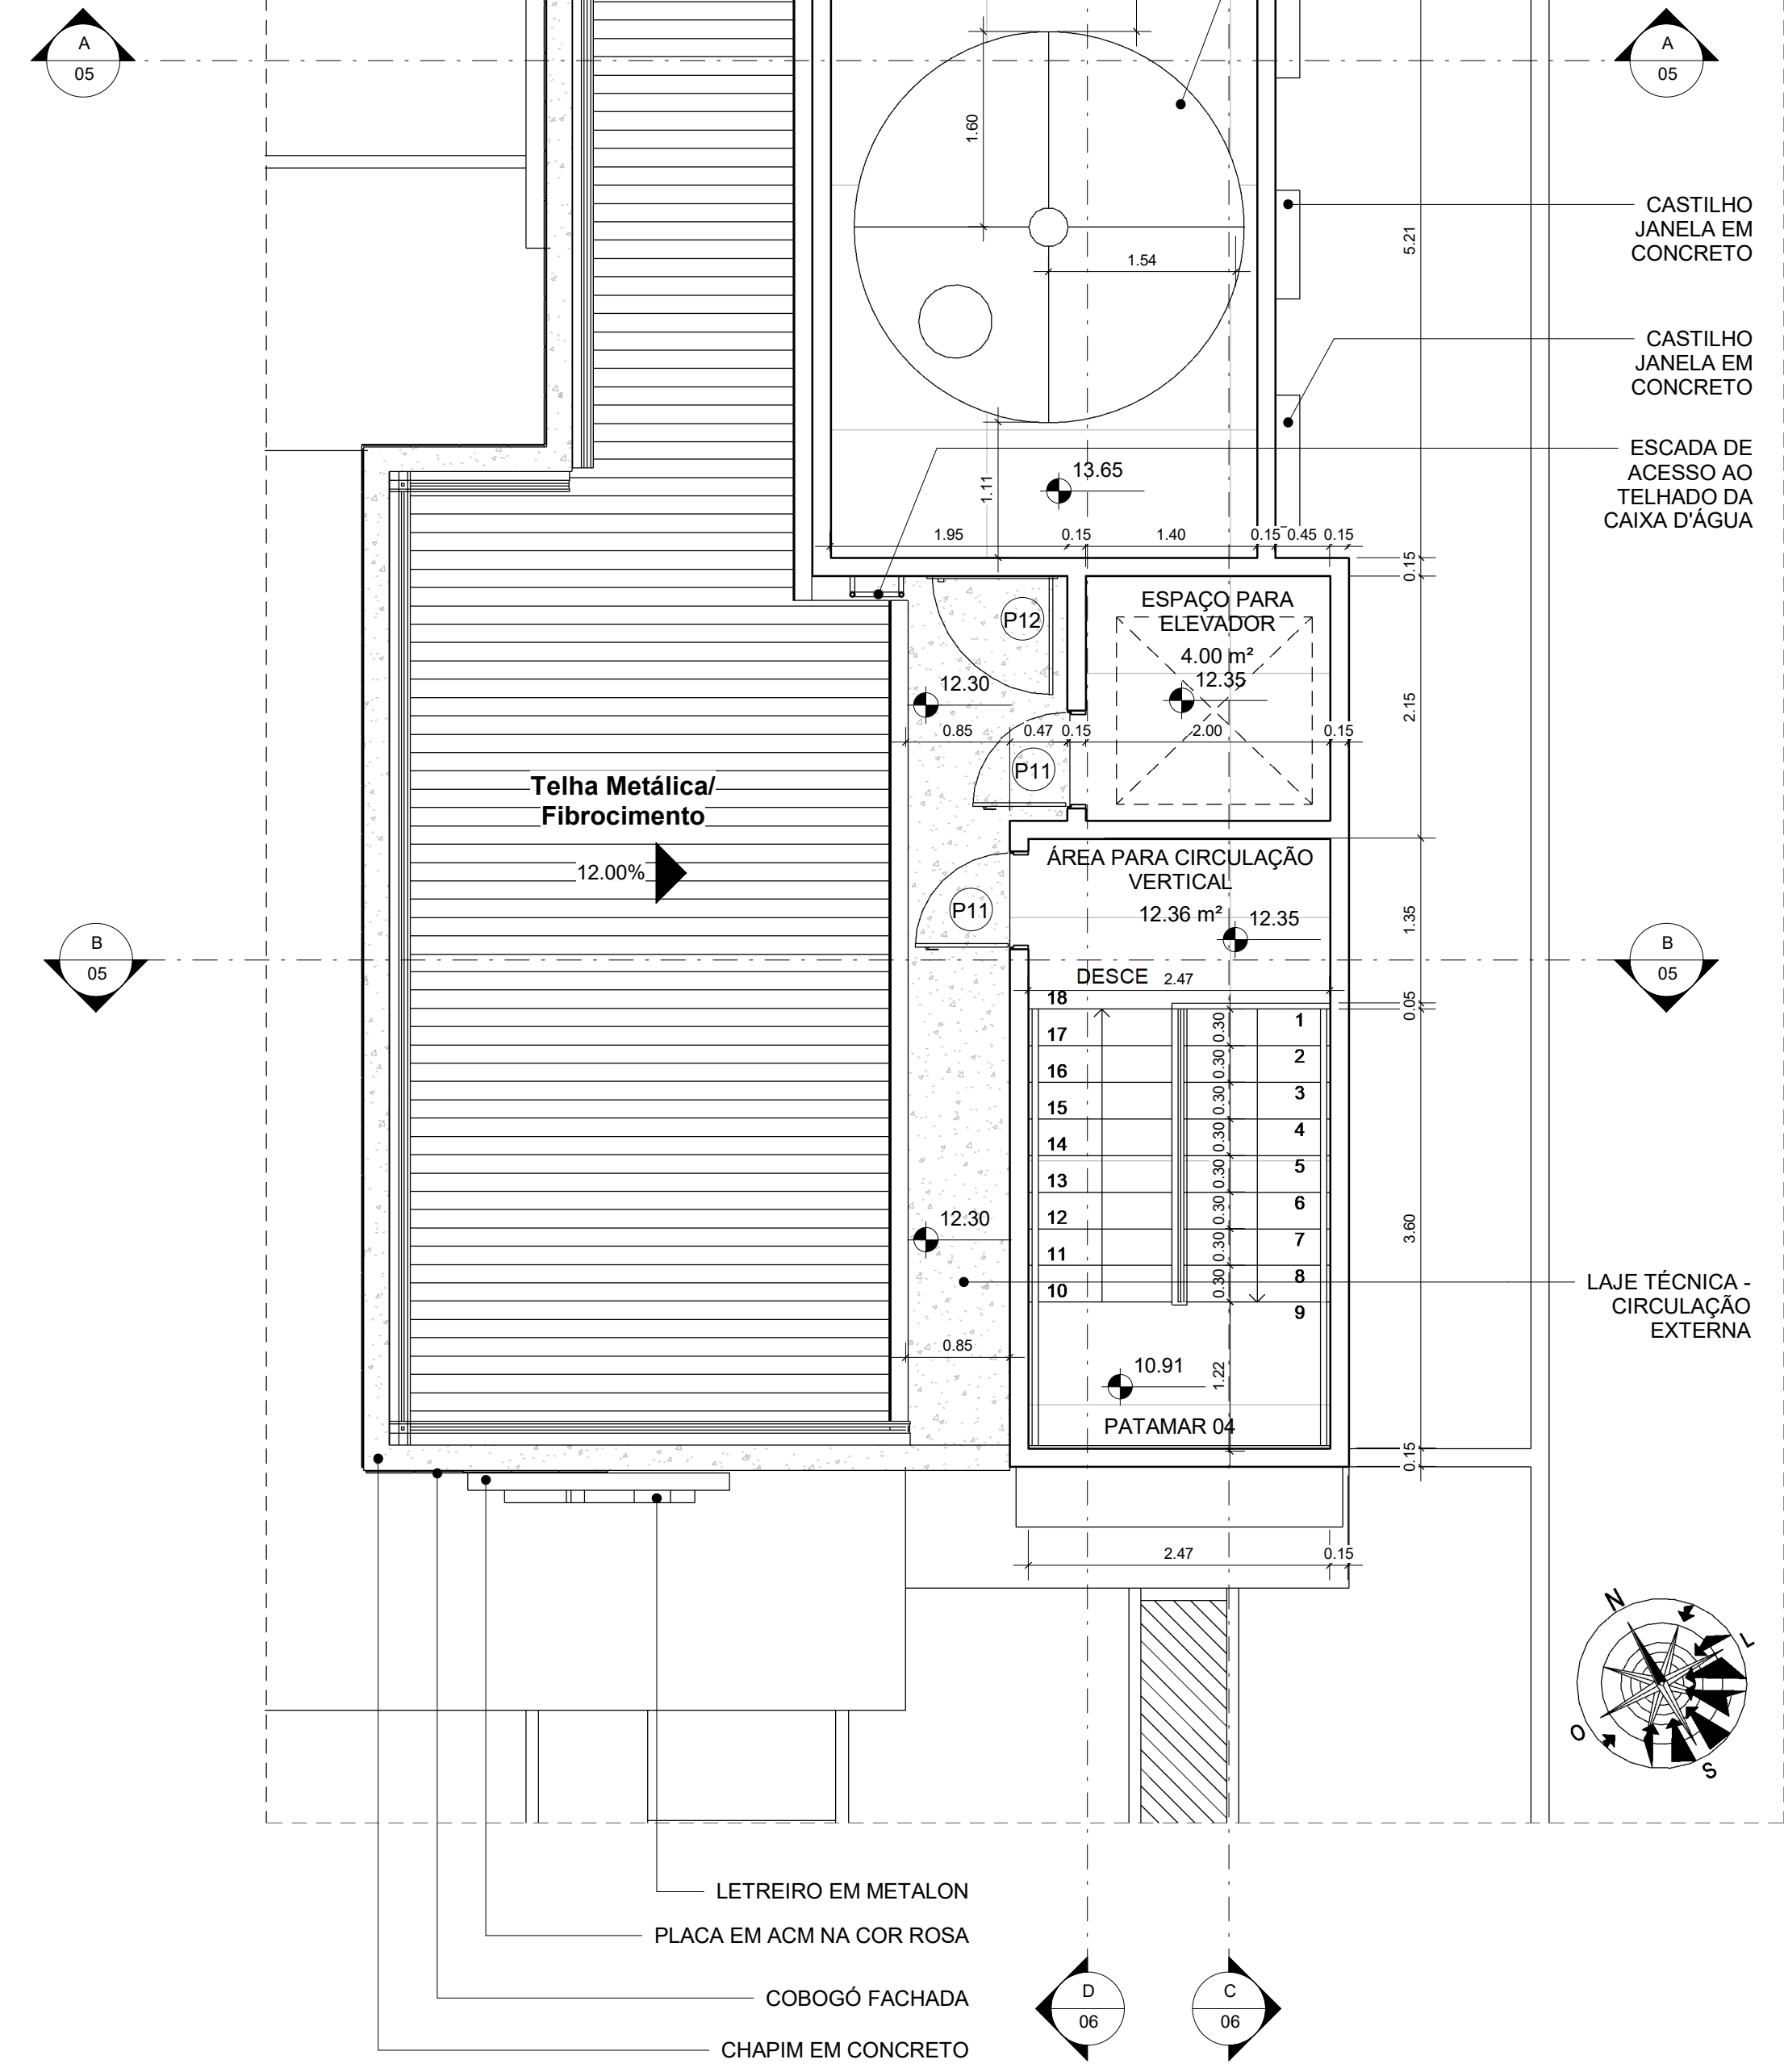 A
05
A
05
1.60
1.54
5.21
CASTILHO
JANELA EM
CONCRETO
CASTILHO
JANELA EM
CONCRETO
ESCADA DE
ACESSO AO
TELHADO DA
CAIXA D'ÁGUA
13.65
1.11
1.95
0.15
1.40
0.15
0.45
0.15
0.15
ESPAÇO PARA
ELEVADOR
4.00 m²
12.35
P12
12.30
2.15
0.85
0.47
0.15
2.00
0.15
P11
Telha Metálica/
Fibrocimento
12.00%
ÁREA PARA CIRCULAÇÃO
VERTICAL
12.36 m²
12.35
P11
1.35
B
05
B
05
DESCE
2.47
0.05
18
17
16
15
14
13
12
11
10
0.30
0.30
0.30
0.30
0.30
0.30
0.30
0.30
1
2
3
4
5
6
7
8
9
12.30
3.60
LAJE TÉCNICA -
CIRCULAÇÃO
EXTERNA
0.85
10.91
1.22
PATAMAR 04
0.15
2.47
0.15
N
L
O
S
LETREIRO EM METALON
PLACA EM ACM NA COR ROSA
COBOGÓ FACHADA
CHAPIM EM CONCRETO
D
06
C
06